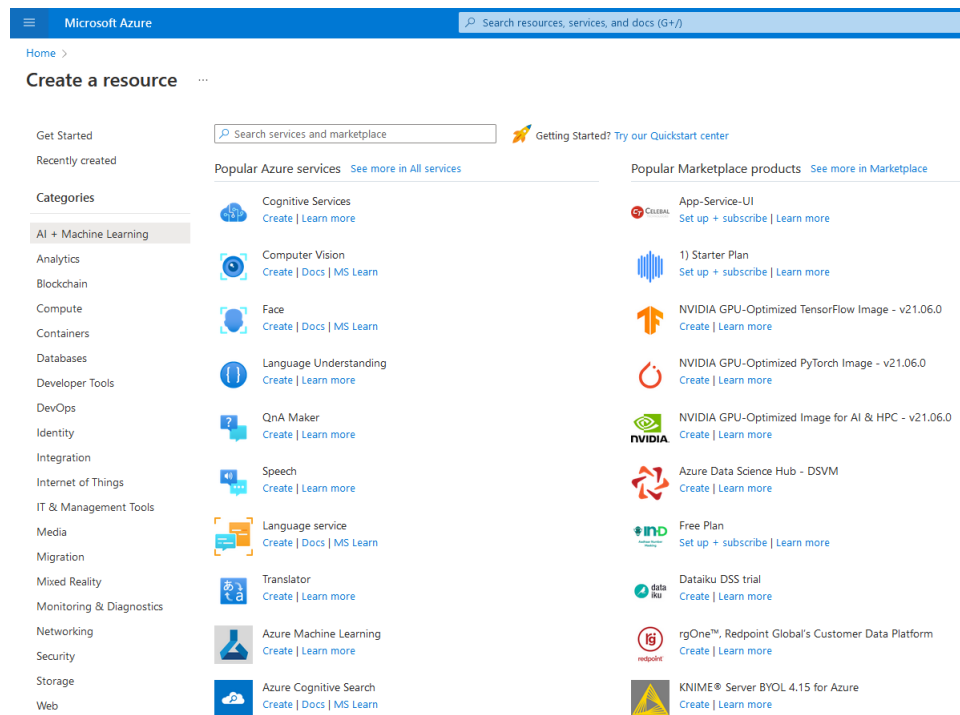 Microsoft Azure
Search resources, services, and docs (G+/)
Home >
Create a resource ...
Get Started
Recently created
Categories
AI + Machine Learning
Analytics
Blockchain
Compute
Containers
Databases
Developer Tools
DevOps
Identity
Integration
Internet of Things
IT & Management Tools
Media
Migration
Mixed Reality
Monitoring & Diagnostics
Networking
Security
Storage
Web
Search services and marketplace
Getting Started? Try our Quickstart center
Popular Azure services See more in All services
Cognitive Services
Create | Learn more
Computer Vision
Create | Docs | MS Learn
Face
Create | Docs | MS Learn
Language Understanding
Create | Learn more
QnA Maker
Create | Learn more
Speech
Create | Learn more
Language service
Create | Docs | MS Learn
あ
a
Translator
Create | Learn more
Azure Machine Learning
Create | Learn more
Azure Cognitive Search
Create | Docs | MS Learn
Popular Marketplace products See more in Marketplace
CELEBAL
App-Service-UI
Set up + subscribe | Learn more
1) Starter Plan
Set up + subscribe | Learn more
NVIDIA GPU-Optimized TensorFlow Image - v21.06.0
Create | Learn more
NVIDIA GPU-Optimized PyTorch Image - v21.06.0
Create | Learn more
NVIDIA.
NVIDIA GPU-Optimized Image for AI & HPC - v21.06.0
Create | Learn more
Azure Data Science Hub - DSVM
Create | Learn more
Free Plan
Set up + subscribe | Learn more
data
iku
Dataiku DSS trial
Create | Learn more
redpoint
rgOne™, Redpoint Global's Customer Data Platform
Create | Learn more
KNIME® Server BYOL 4.15 for Azure
Create | Learn more